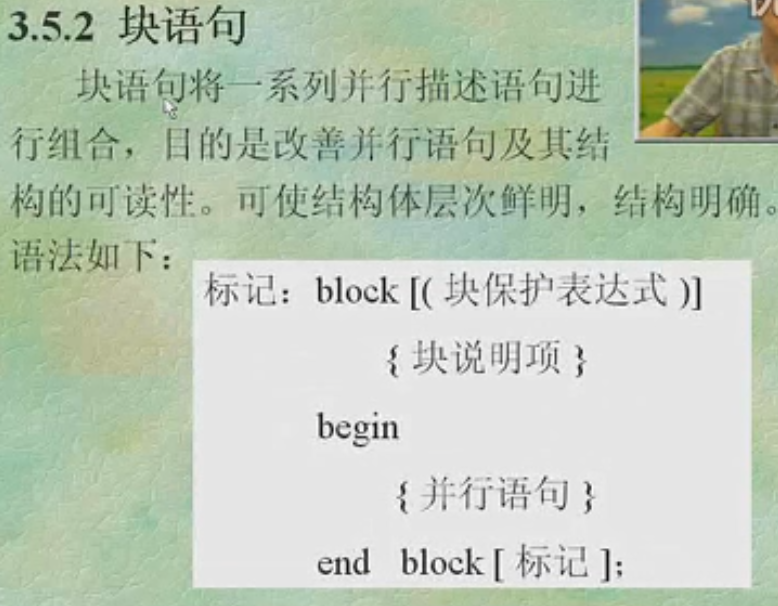 3.5.2 块语句
块语句将一系列并行描述语句进
行组合，目的是改善并行语句及其结
构的可读性。可使结构体层次鲜明，结构明确。
语法如下：
标记：block [( 块保护表达式 )]
{ 块说明项 }
begin
{ 并行语句 }
end block [ 标记 ];